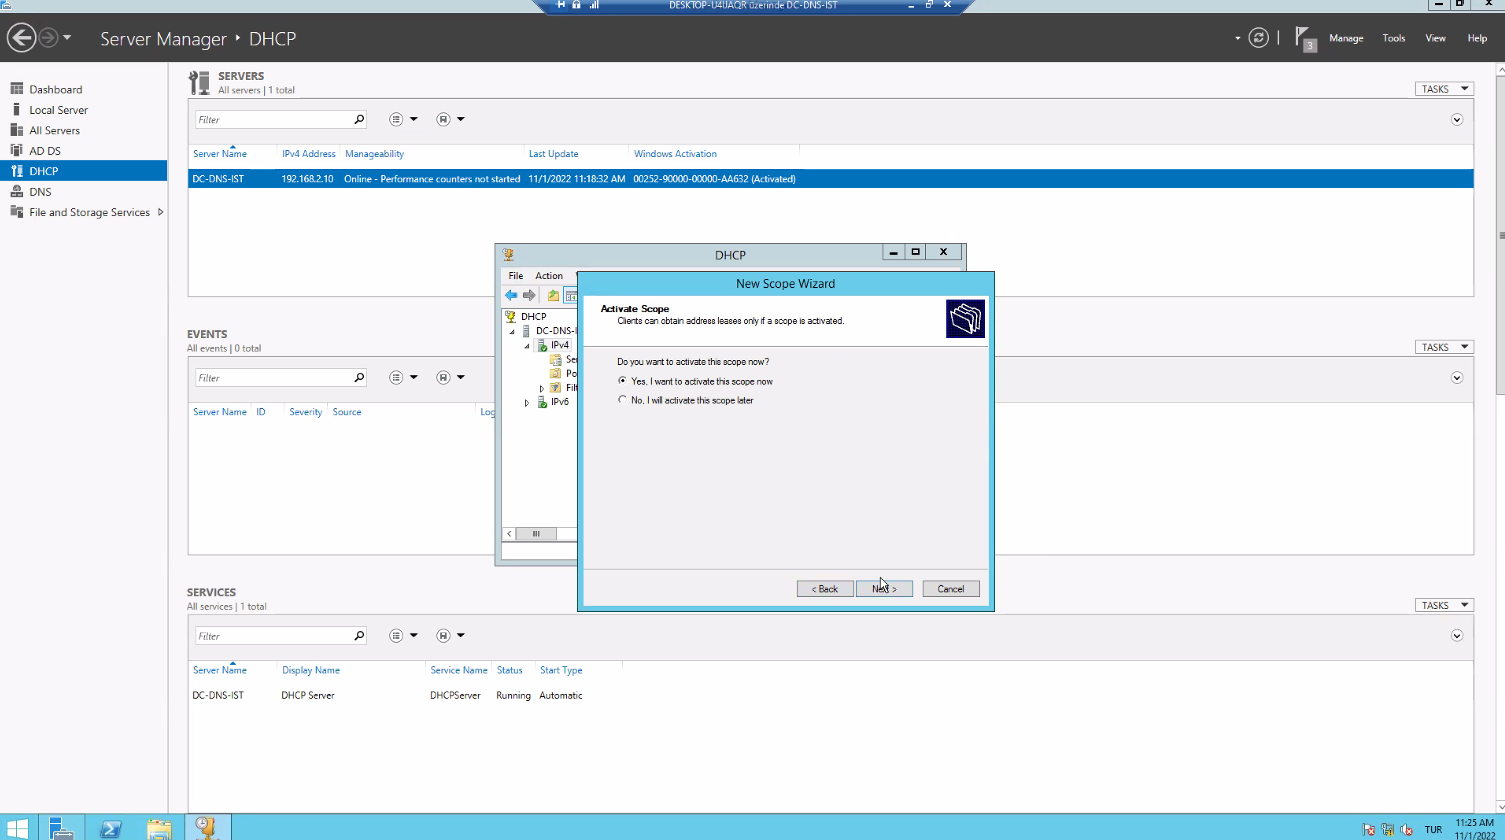 DESKTOP-U4UAQR üzerinde DC-DNS-IST
Server Manager ‣ DHCP
3
Manage
Tools
View
Help
Dashboard
Local Server
All Servers
AD DS
DHCP
DNS
File and Storage Services
SERVERS
All servers | 1 total
TASKS
Filter
Server Name IPv4 Address Manageability Last Update Windows Activation
DC-DNS-IST 192.168.2.10 Online - Performance counters not started 11/1/2022 11:18:32 AM 00252-90000-00000-AA632 (Activated)
EVENTS
All events | 0 total
TASKS
Filter
Server Name ID Severity Source
DHCP
File Action
DHCP
DC-DNS-I
IPv4
IPv6
New Scope Wizard
Activate Scope
Clients can obtain address leases only if a scope is activated.
Do you want to activate this scope now?
Yes, I want to activate this scope now
No, I will activate this scope later
< Back
Next >
Cancel
SERVICES
All services | 1 total
TASKS
Filter
Server Name Display Name Service Name Status Start Type
DC-DNS-IST DHCP Server DHCPServer Running Automatic
TUR
11:25 AM
11/1/2022